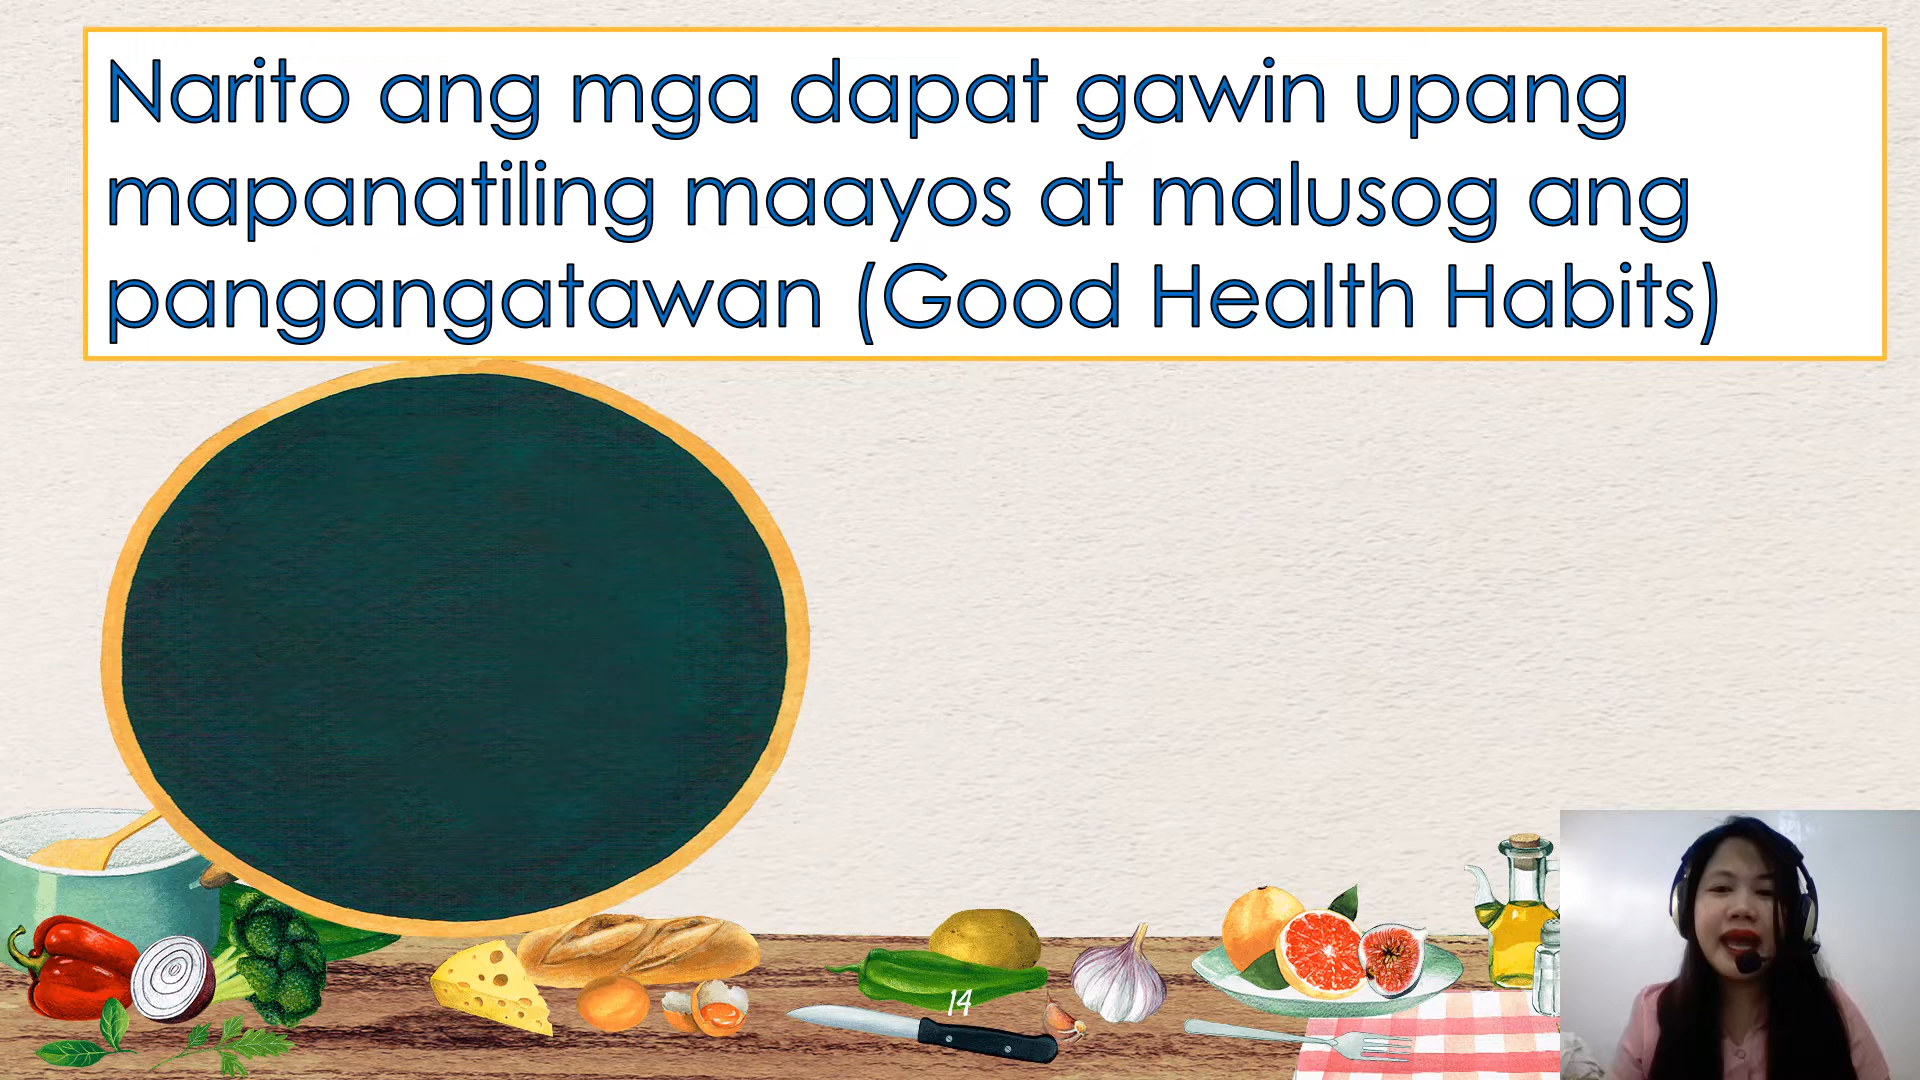 Narito ang mga dapat gawin upang
mapanatiling maayos at malusog ang
pangangatawan (Good Health Habits)
14